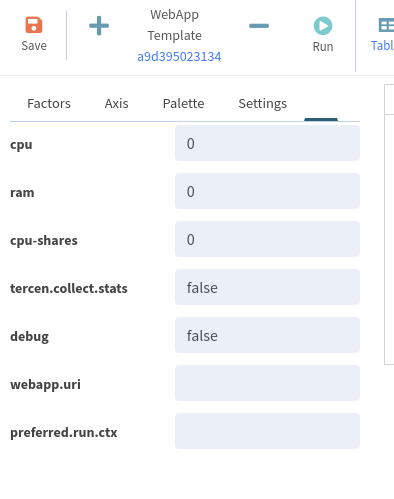 WebApp
Template
a9d395023134
Save
Run
Tabl
Factors
Axis
Palette
Settings
cpu
0
ram
0
cpu-shares
0
tercen.collect.stats
false
debug
false
webapp.uri
preferred.run.ctx